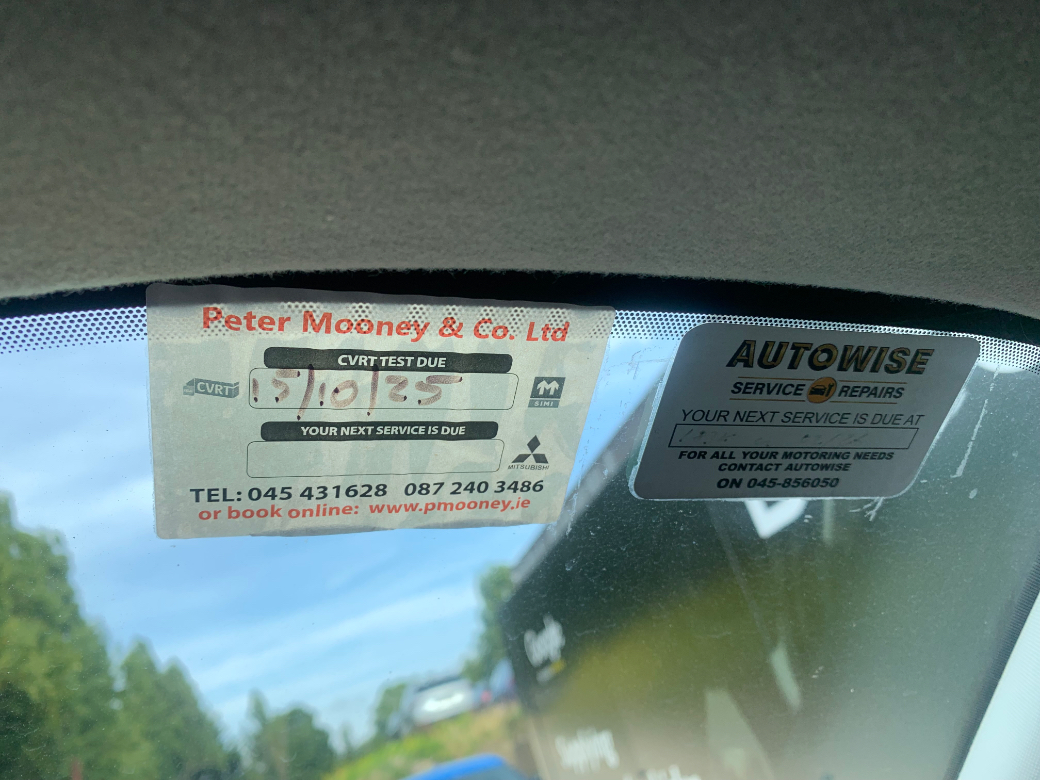 Peter Mooney & Co. Ltd
CVRT TEST DUE
CVRT
15/10/25
SIMI
YOUR NEXT SERVICE IS DUE
MITSUBISHI
TEL: 045 431628 087 240 3486
or book online: www.pmooney.ie
AUTOWISE
SERVICE REPAIRS
YOUR NEXT SERVICE IS DUE AT
FOR ALL YOUR MOTORING NEEDS
CONTACT AUTOWISE
ON 045-856050
Google